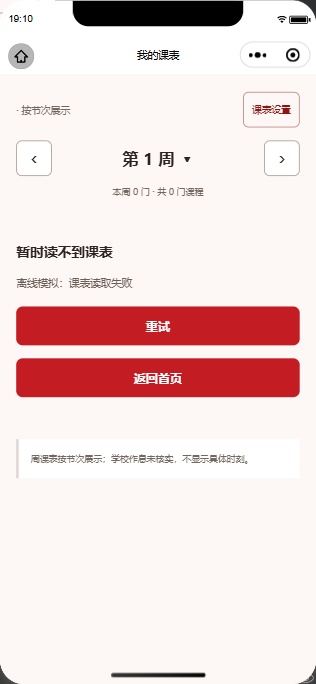 19:10
我的课表
· 按节次展示
课表设置
第 1 周 ▼
本周 0 门 · 共 0 门课程
暂时读不到课表
离线模拟：课表读取失败
重试
返回首页
周课表按节次展示；学校作息未核实，不显示具体时刻。